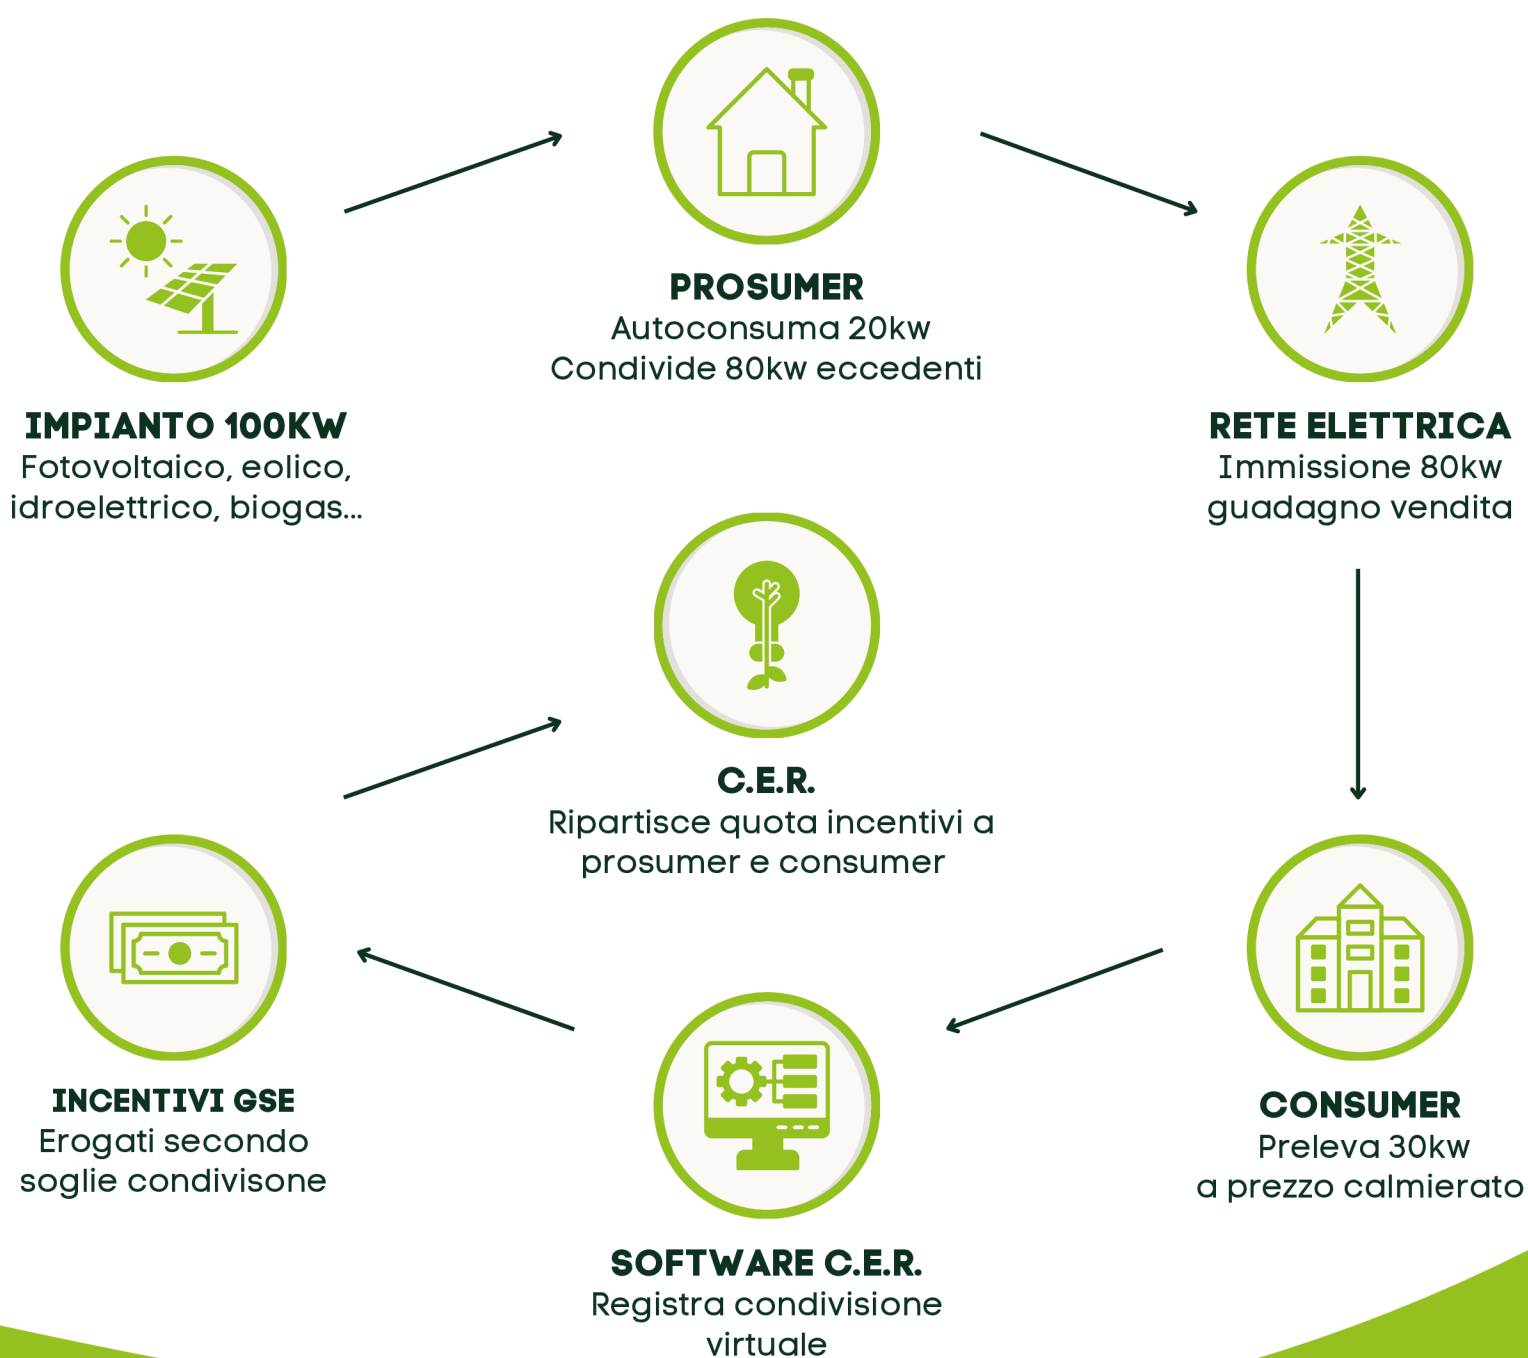 PROSUMER
Autoconsuma 20kw
Condivide 80kw eccedenti
IMPIANTO 100KW
Fotovoltaico, eolico,
idroelettrico, biogas...
RETE ELETTRICA
Immissione 80kw
guadagno vendita
C.E.R.
Ripartisce quota incentivi a
prosumer e consumer
INCENTIVI GSE
Erogati secondo
soglie condivisone
CONSUMER
Preleva 30kw
a prezzo calmierato
SOFTWARE C.E.R.
Registra condivisione
virtuale